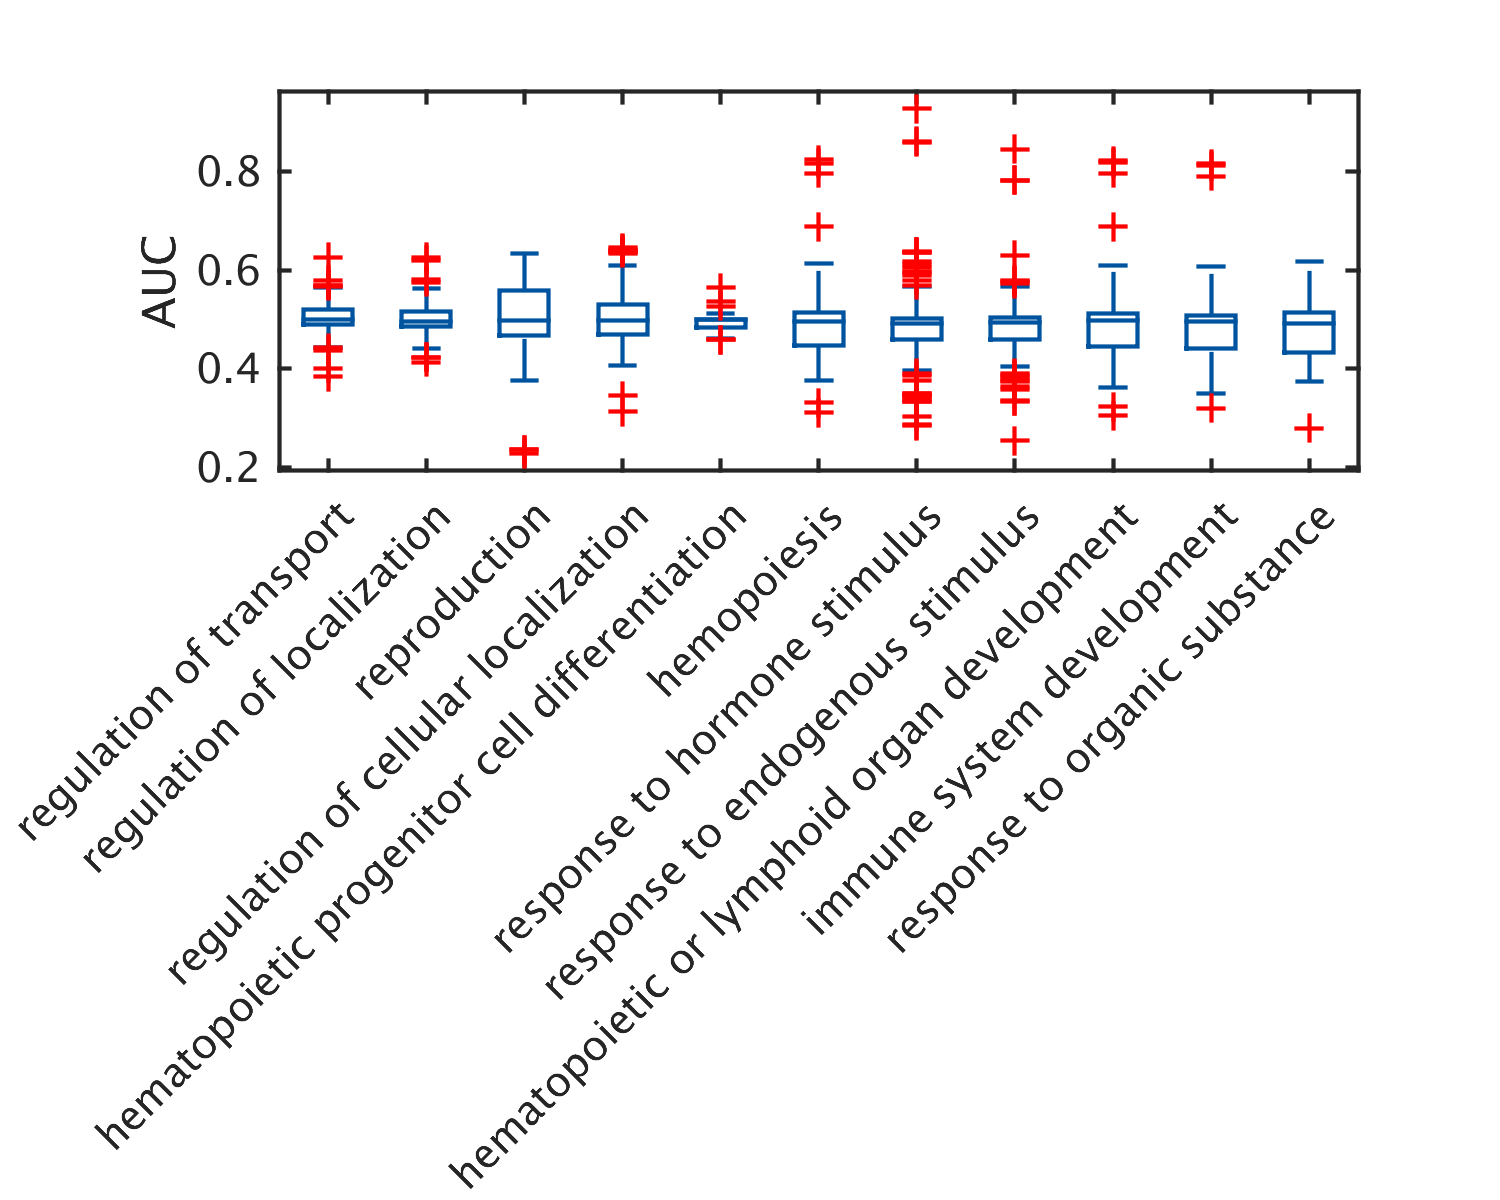 0.8
0.6
0.4
0.2
AUC
regulation of transport
regulation of localization
reproduction
regulation of cellular localization
hematopoietic progenitor cell differentiation
hemopoiesis
response to hormone stimulus
response to endogenous stimulus
hematopoietic or lymphoid organ development
immune system development
response to organic substance